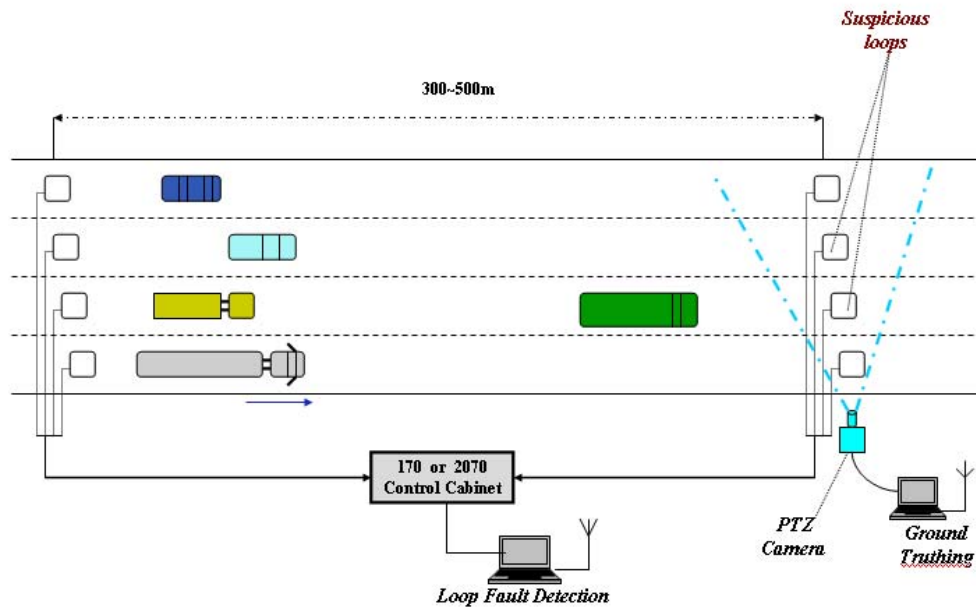 Suspicious
loops
300~500m
170 or 2070
Control Cabinet
PTZ
Camera
Ground
Truthing
Loop Fault Detection